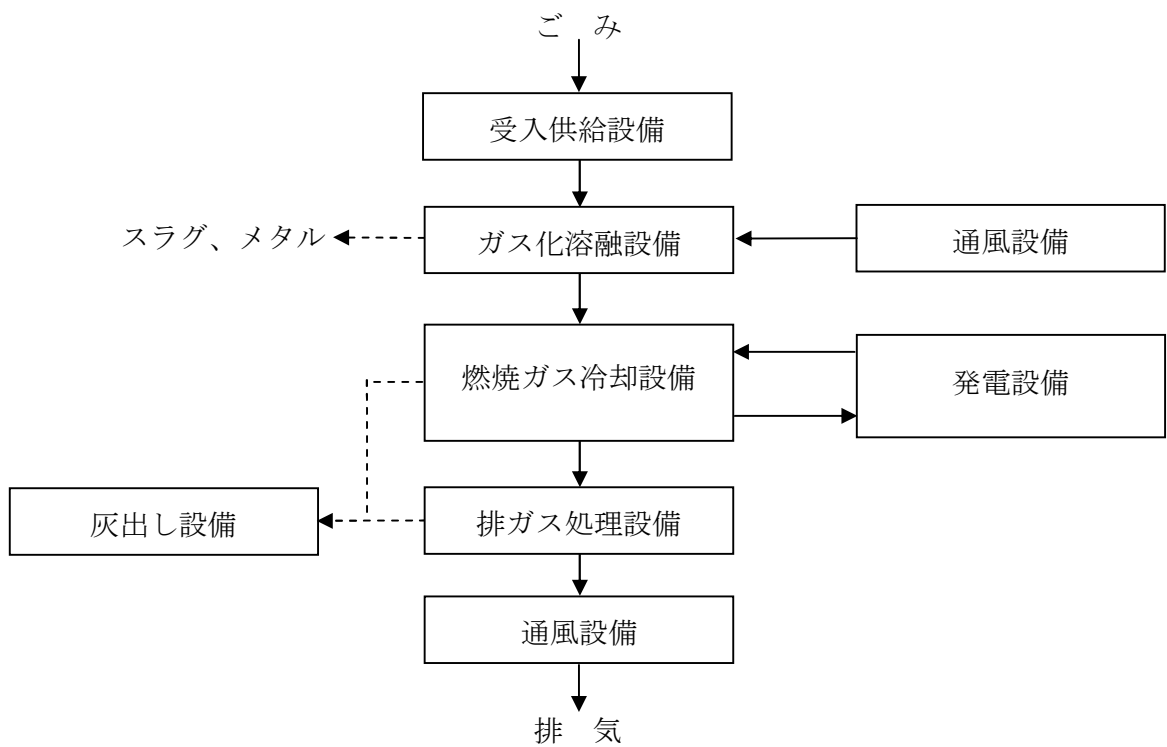 ご み
受入供給設備
スラグ、メタル
ガス化溶融設備
通風設備
燃焼ガス冷却設備
発電設備
灰出し設備
排ガス処理設備
通風設備
排 気